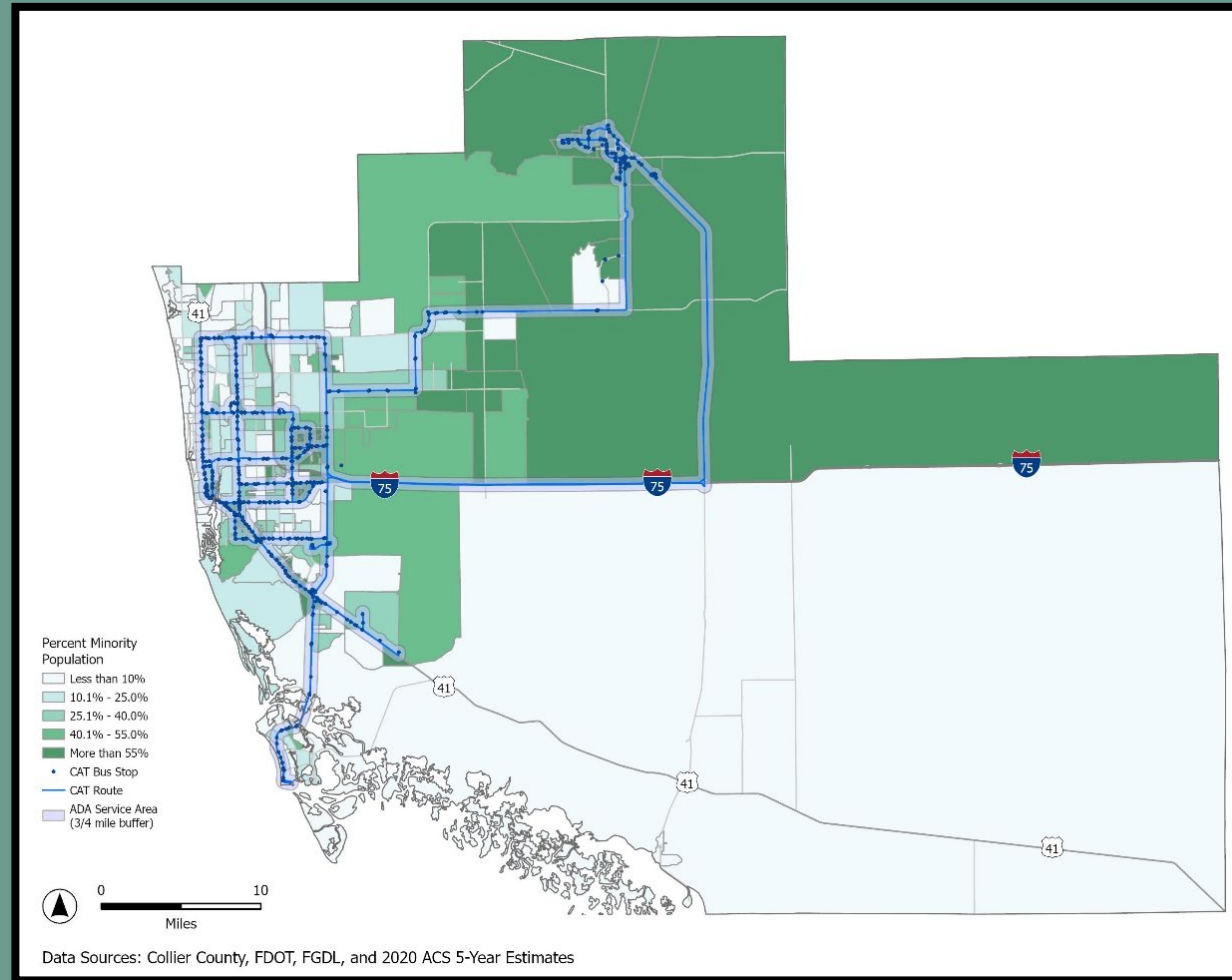 41
75
75
75
41
41
41
Percent Minority
Population
Less than 10%
10.1% - 25.0%
25.1% - 40.0%
40.1% - 55.0%
More than 55%
CAT Bus Stop
CAT Route
ADA Service Area
(3/4 mile buffer)
0 10
Miles
Data Sources: Collier County, FDOT, FGDL, and 2020 ACS 5-Year Estimates